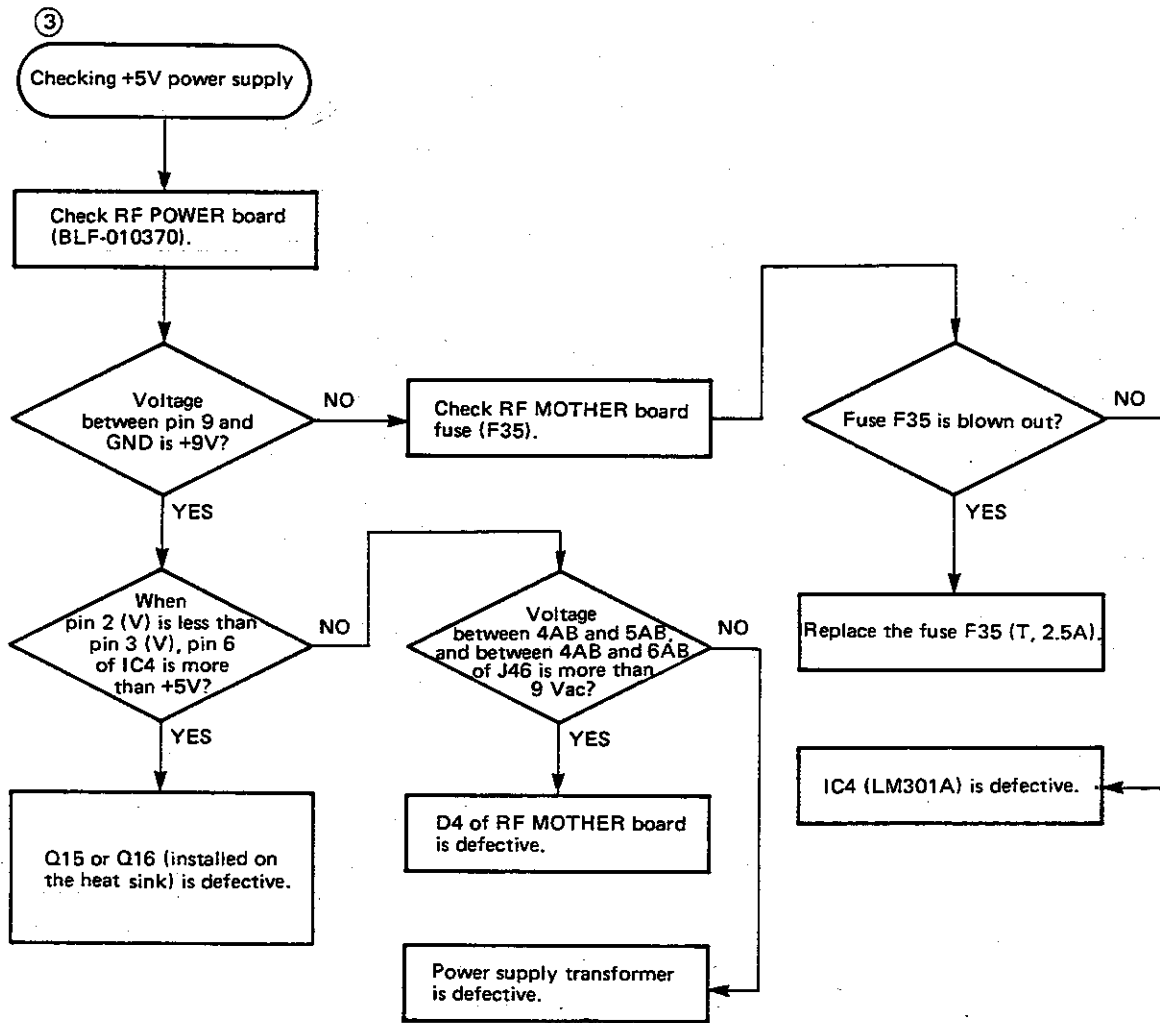 ③
Checking +5V power supply
Check RF POWER board
(BLF-010370).
Voltage
between pin 9 and
GND is +9V?
NO
YES
Check RF MOTHER board
fuse (F35).
Fuse F35 is blown out?
NO
YES
Replace the fuse F35 (T, 2.5A).
IC4 (LM301A) is defective.
When
pin 2 (V) is less than
pin 3 (V), pin 6
of IC4 is more
than +5V?
NO
YES
Q15 or Q16 (installed on
the heat sink) is defective.
Voltage
between 4AB and 5AB,
and between 4AB and 6AB
of J46 is more than
9 Vac?
NO
YES
D4 of RF MOTHER board
is defective.
Power supply transformer
is defective.